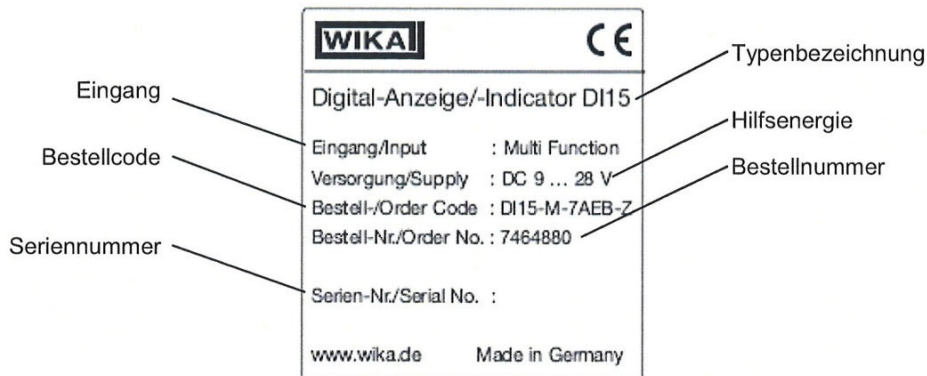 WIKA CE
Typenbezeichnung
Digital-Anzeige/-Indicator DI15
Eingang
Hilfsenergie
Eingang/Input : Multi Function
Bestellcode
Versorgung/Supply : DC 9 ... 28 V
Bestellnummer
Bestell-/Order Code : DI15-M-7AEB-Z
Bestell-Nr./Order No. : 7464880
Seriennummer
Serien-Nr./Serial No. :
www.wika.de Made in Germany